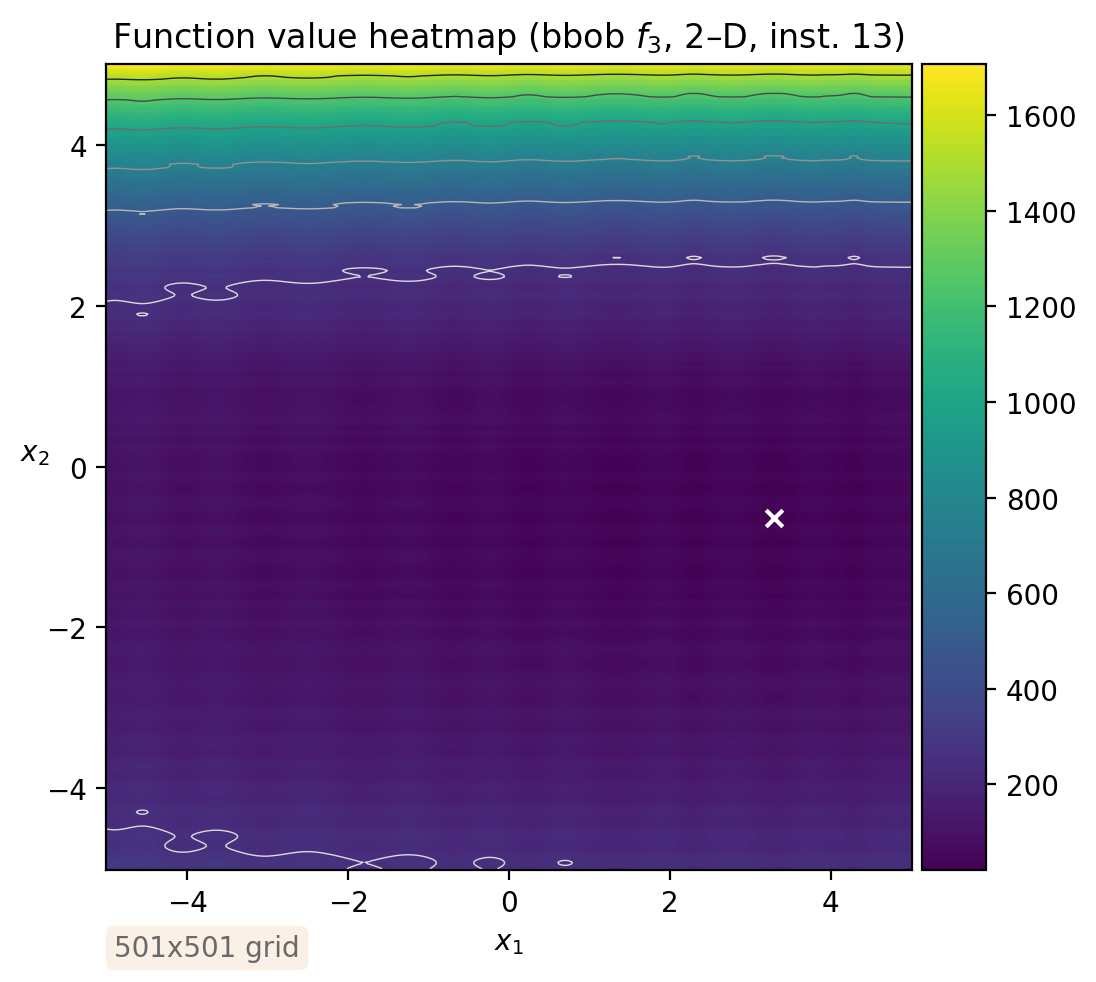 Function value heatmap (bbob f₃, 2–D, inst. 13)
1600
1400
1200
1000
800
600
400
200
4
2
0
−2
−4
x₂
−4 −2 0 2 4
x₁
501x501 grid